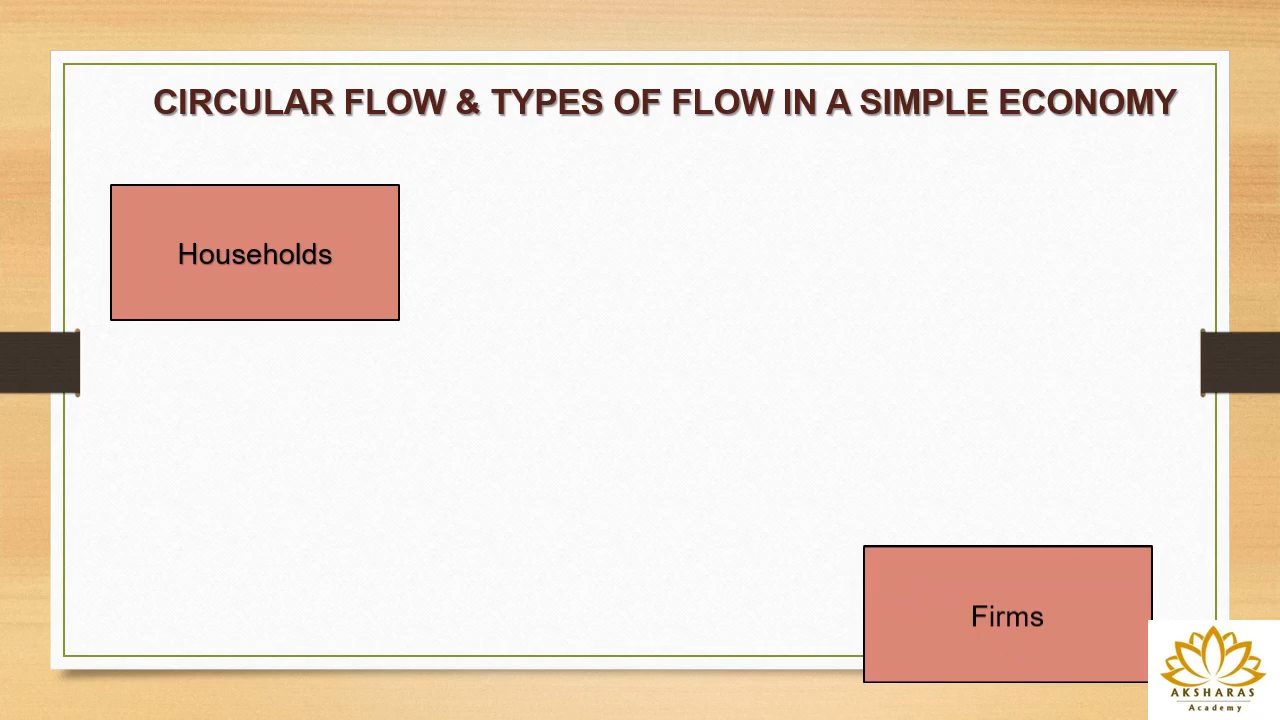 CIRCULAR FLOW & TYPES OF FLOW IN A SIMPLE ECONOMY
Households
Firms
AKSHARAS
Academy